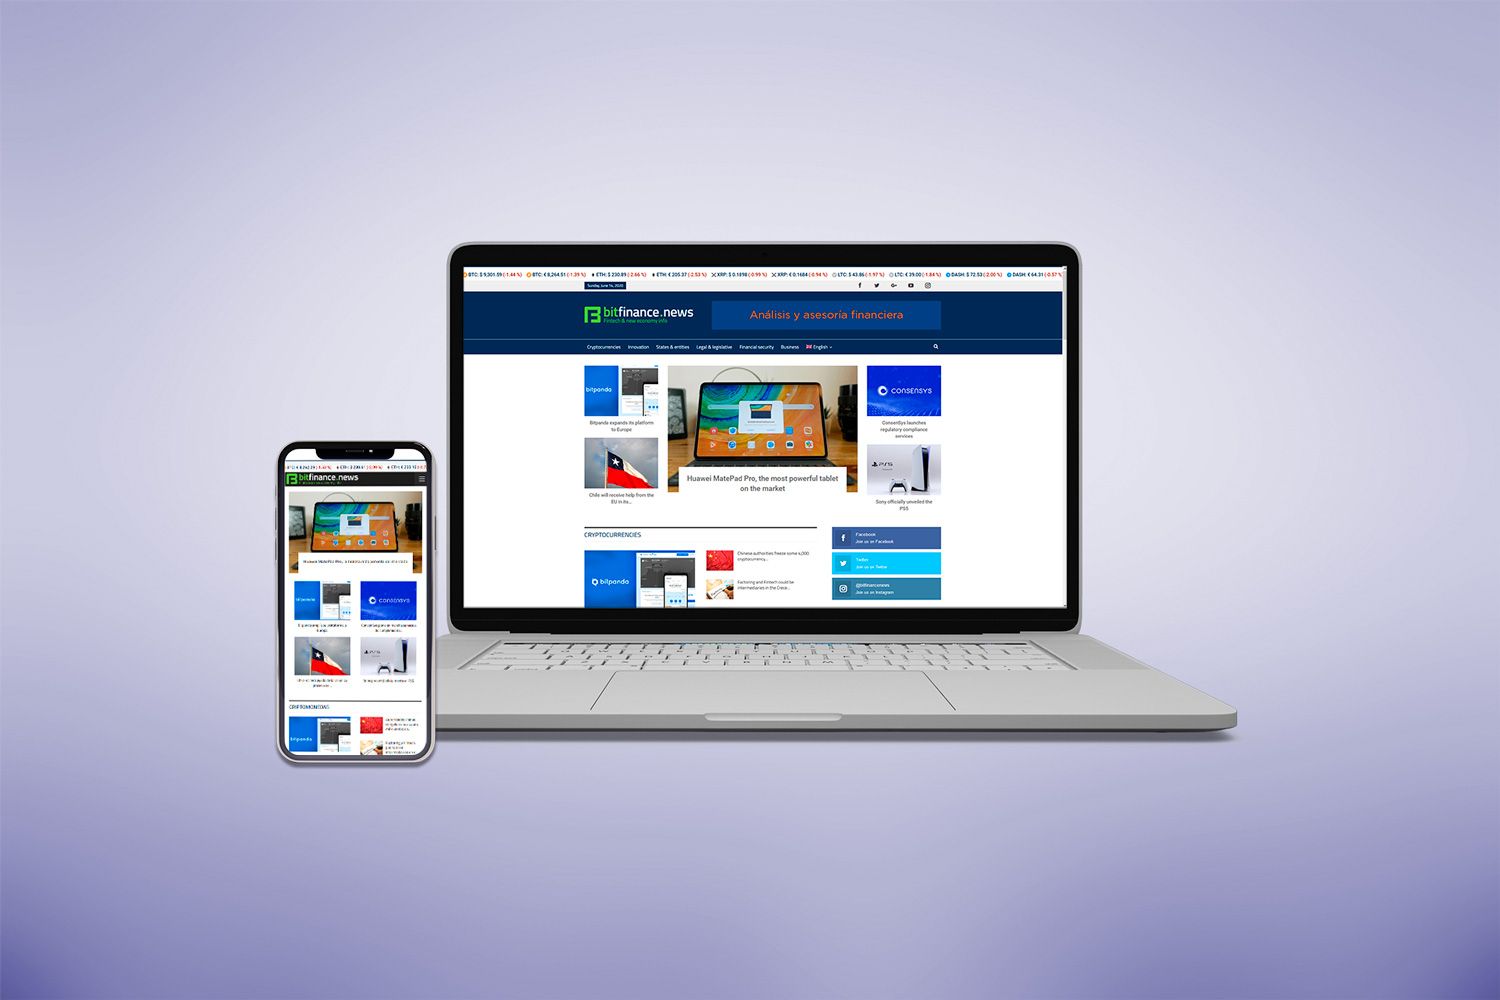 BTC: $ 9,301.59 (-1.44 %) BTC: € 8,264.51 (-1.39 %) ETH: $ 230.89 (-2.66 %) ETH: € 205.37 (-2.53 %) XRP: $ 0.1898 (-0.99 %) XRP: € 0.1684 (-0.94 %) LTC: $ 43.86 (-1.97 %) LTC: € 39.00 (-1.84 %) DASH: $ 72.53 (-2.00 %) DASH: € 64.31 (-0.57 %
Sunday, June 14, 2020
bitfinance.news
Fintech & new economy info
Análisis y asesoría financiera
Cryptocurrencies Innovation States & entities Legal & legislative Financial security Business English
bitpanda
Bitpanda expands its platform
to Europe
Chile will receive help from the
EU in its...
Huawei MatePad Pro, the most powerful tablet
on the market
CONSENSYS
ConsenSys launches
regulatory compliance
services
PS5
Sony officially unveiled the
PS5
CRYPTOCURRENCIES
bitpanda
Chinese authorities freeze some 4,000
cryptocurrency...
Factoring and Fintech could be
intermediaries in the Crece...
Facebook
Join us on Facebook
Twitter
Join us on Twitter
@bitfinancenews
Join us on Instagram
bitfinance.news
bitpanda
CONSENSYS
PS5
CRIPTOMONEDAS
bitpanda